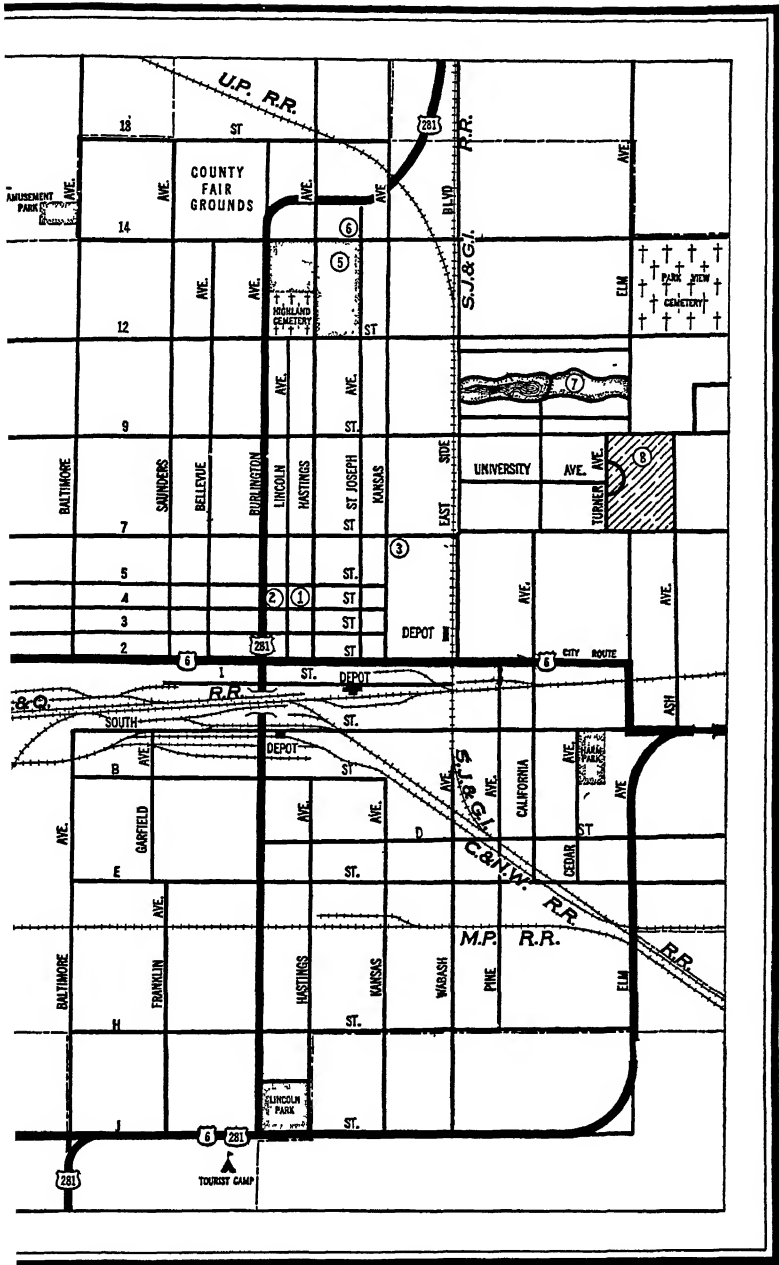 U.P. R.R.
18
ST
281
R.R.
COUNTY
FAIR
GROUNDS
AVE.
AVE.
AVE.
AVE
AVE.
AMUSEMENT
PARK
BLVD
14
6
5
S.J.& G.I.
ELM
PARK VIEW
CEMETERY
AVE.
AVE.
HIGHLAND
CEMETERY
12
ST
AVE.
AVE.
7
9
ST.
BALTIMORE
SAUNDERS
BELLEVUE
BURLINGTON
LINCOLN
HASTINGS
ST JOSEPH
KANSAS
EAST SIDE
UNIVERSITY AVE.
TURNER AVE.
8
7
ST
3
5
ST.
4
2
1
ST
AVE.
AVE.
3
ST
DEPOT
2
281
ST
6
6
CITY ROUTE
1
ST.
DEPOT
& Q.
R.R.
ASH
SOUTH
ST.
DEPOT
AVE.
B
ST
S.J.& G.I.
AVE
AVE.
CALIFORNIA
AVE.
PARK
AVE
AVE.
GARFIELD
AVE.
AVE.
D
ST
CEDAR
C.& N.W. R.R.
E
ST.
AVE.
M.P. R.R.
R.R.
BALTIMORE
FRANKLIN
HASTINGS
KANSAS
WABASH
PINE
ELM
H
ST.
LINCOLN
PARK
J
6
281
ST.
281
TOURIST CAMP